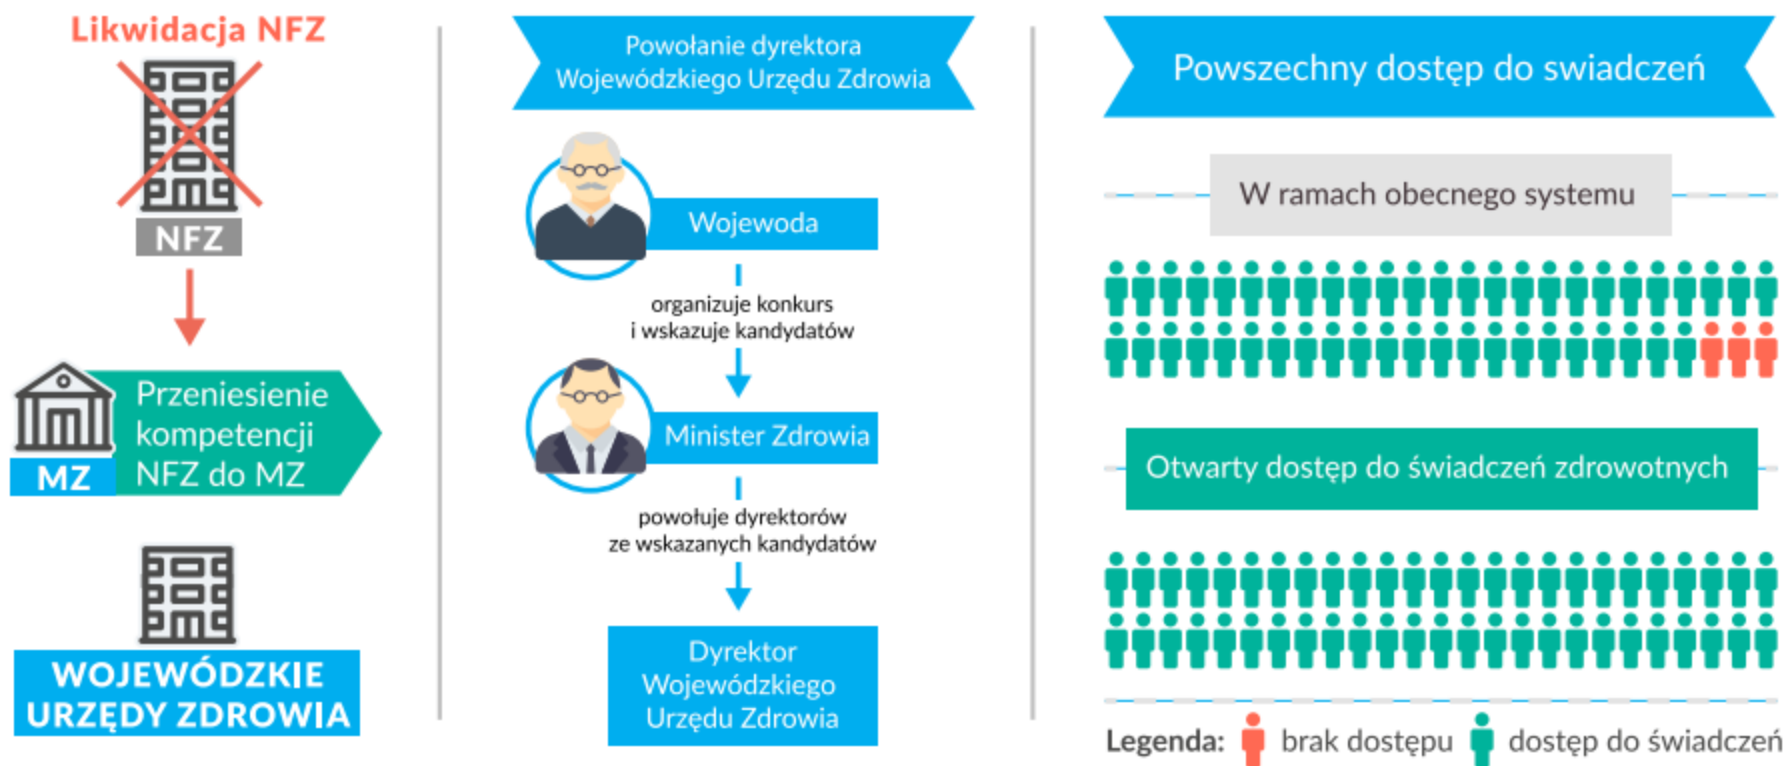 Likwidacja NFZ
NFZ
Przeniesienie
kompetencji
NFZ do MZ
MZ
WOJEWÓDZKIE
URZĘDY ZDROWIA
Powołanie dyrektora
Wojewódzkiego Urzędu Zdrowia
Wojewoda
organizuje konkurs
i wskazuje kandydatów
Minister Zdrowia
powołuje dyrektorów
ze wskazanych kandydatów
Dyrektor
Wojewódzkiego
Urzędu Zdrowia
Powszechny dostęp do swiadczeń
W ramach obecnego systemu
Otwarty dostęp do świadczeń zdrowotnych
Legenda: brak dostępu dostęp do świadczeń